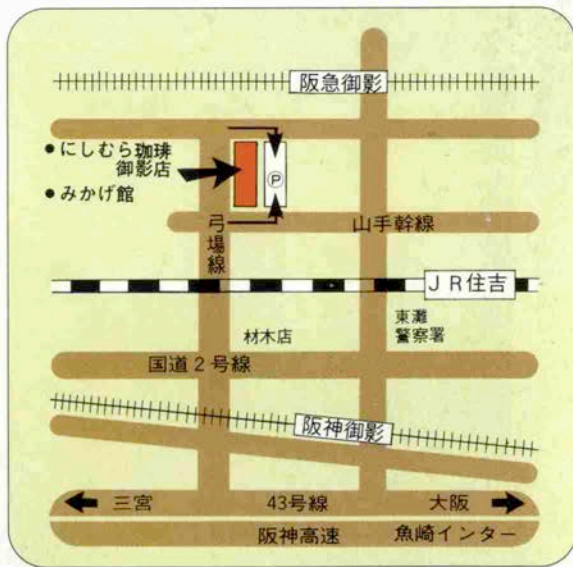 阪急御影
●にしむら珈琲
御影店
●みかげ館
P
弓場線
山手幹線
JR住吉
材木店
東灘
警察署
国道2号線
阪神御影
三宮
43号線
大阪
阪神高速
魚崎インター